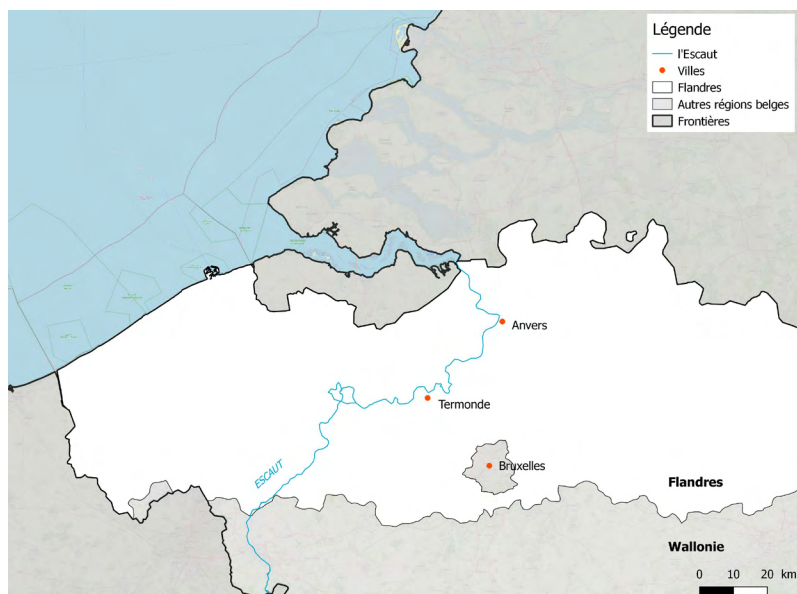 Légende
l'Escaut
Villes
Flandres
Autres régions belges
Frontières
Anvers
Termonde
ESCAUT
Bruxelles
Flandres
Wallonie
0 10 20 km